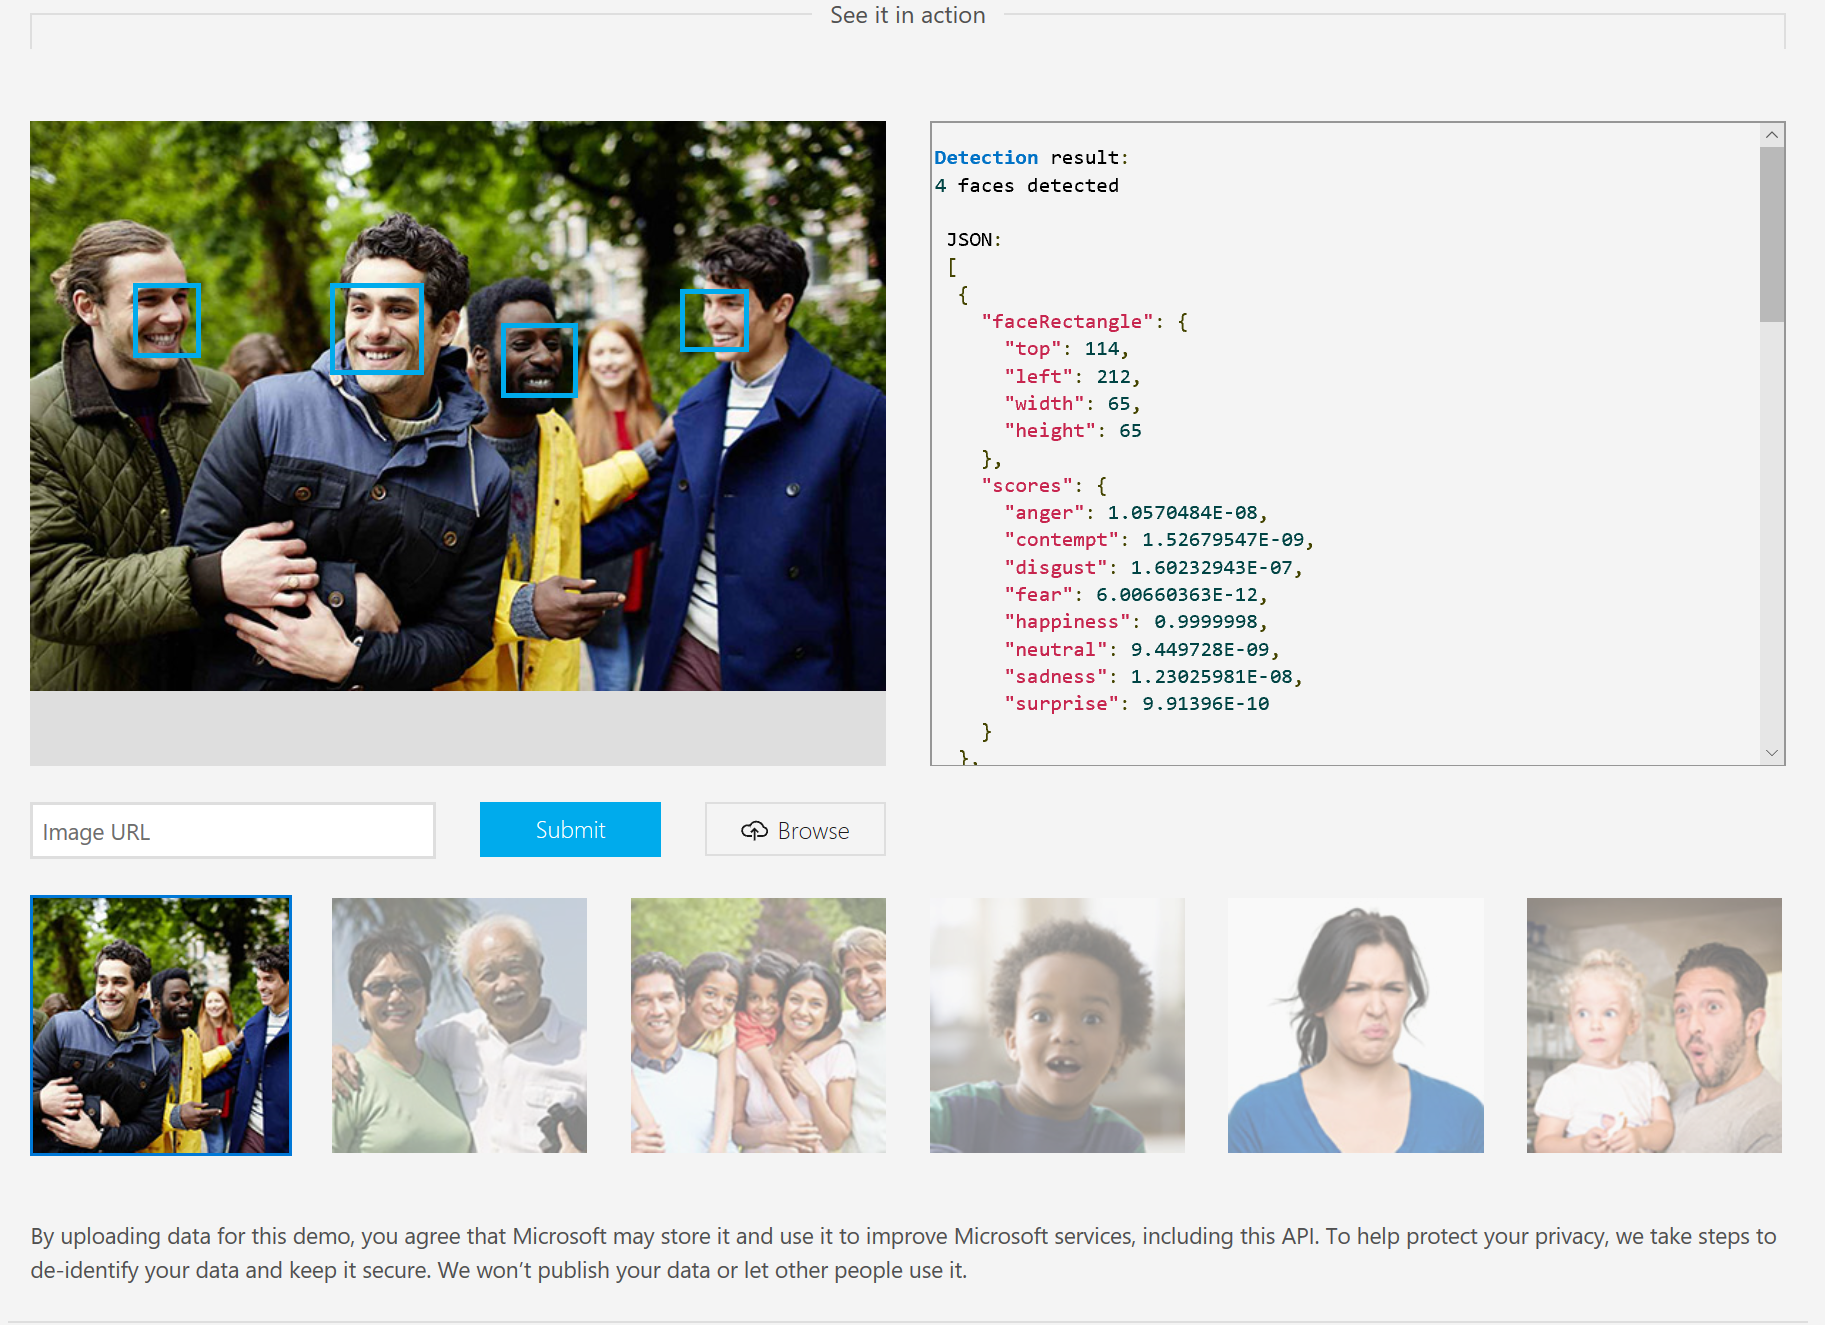 See it in action
Detection result:
4 faces detected
JSON:
[
{
"faceRectangle": {
"top": 114,
"left": 212,
"width": 65,
"height": 65
},
"scores": {
"anger": 1.0570484E-08,
"contempt": 1.52679547E-09,
"disgust": 1.60232943E-07,
"fear": 6.00660363E-12,
"happiness": 0.9999998,
"neutral": 9.449728E-09,
"sadness": 1.23025981E-08,
"surprise": 9.91396E-10
}
},
Image URL
Submit
Browse
By uploading data for this demo, you agree that Microsoft may store it and use it to improve Microsoft services, including this API. To help protect your privacy, we take steps to
de-identify your data and keep it secure. We won’t publish your data or let other people use it.